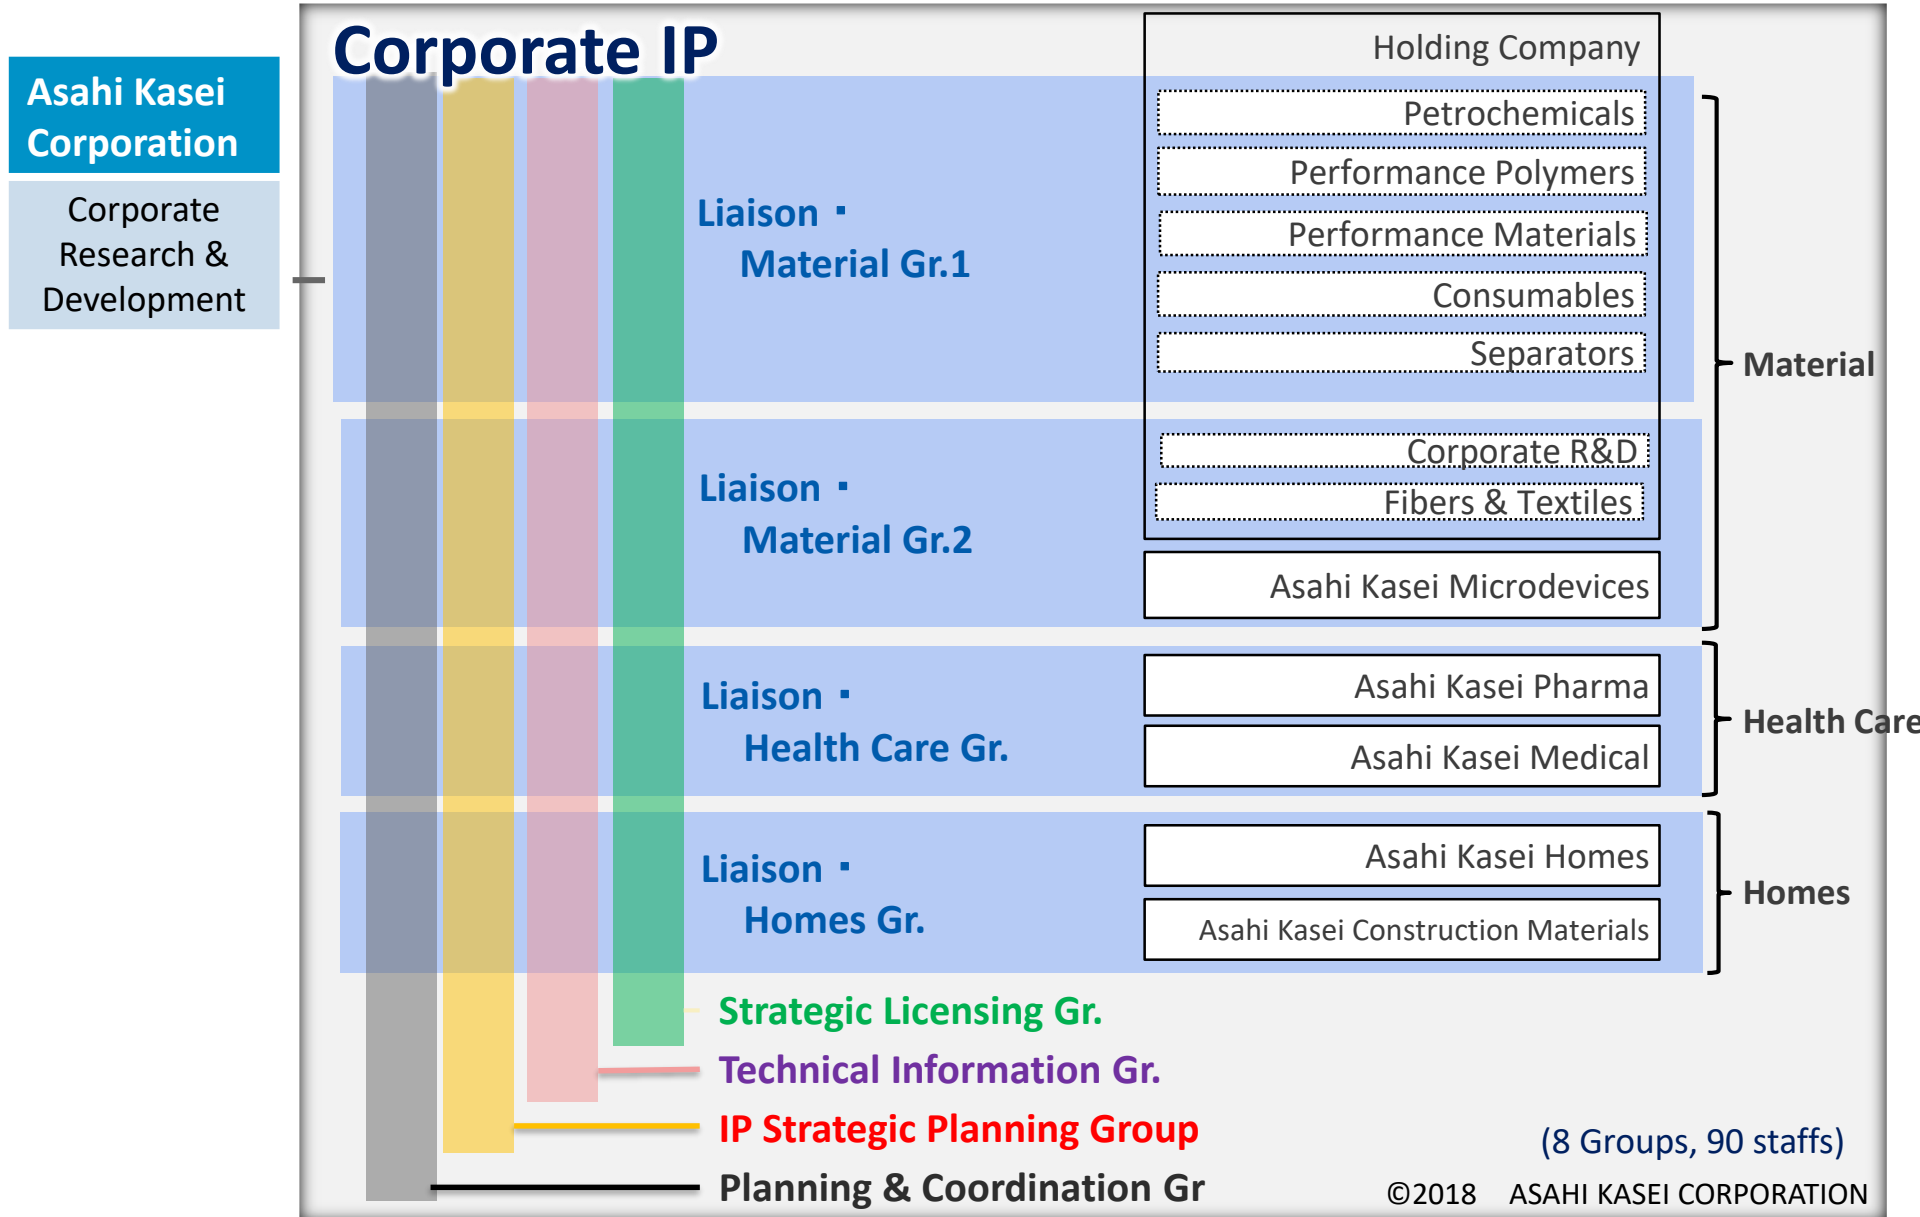 Corporate IP
Asahi Kasei
Corporation
Corporate
Research &
Development
Liaison・
Material Gr.1
Liaison・
Material Gr.2
Liaison・
Health Care Gr.
Liaison・
Homes Gr.
Holding Company
Petrochemicals
Performance Polymers
Performance Materials
Consumables
Separators
Corporate R&D
Fibers & Textiles
Asahi Kasei Microdevices
Asahi Kasei Pharma
Asahi Kasei Medical
Asahi Kasei Homes
Asahi Kasei Construction Materials
Material
Health Care
Homes
Strategic Licensing Gr.
Technical Information Gr.
IP Strategic Planning Group
Planning & Coordination Gr
(8 Groups, 90 staffs)
©2018 ASAHI KASEI CORPORATION